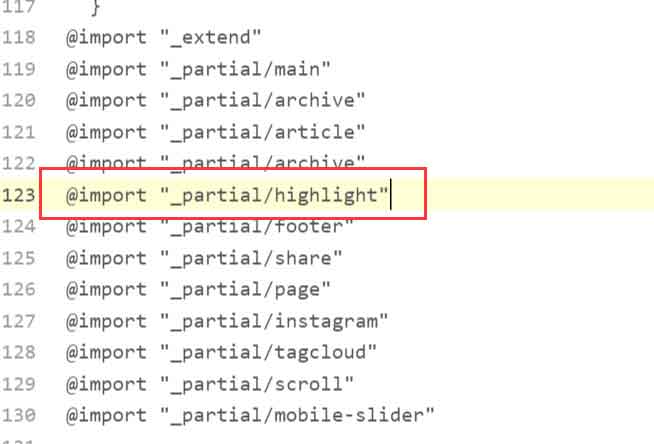 117 }
118 @import "_extend"
119 @import "_partial/main"
120 @import "_partial/archive"
121 @import "_partial/article"
122 @import "_partial/archive"
123 @import "_partial/highlight"
124 @import "_partial/footer"
125 @import "_partial/share"
126 @import "_partial/page"
127 @import "_partial/instagram"
128 @import "_partial/tagcloud"
129 @import "_partial/scroll"
130 @import "_partial/mobile-slider"